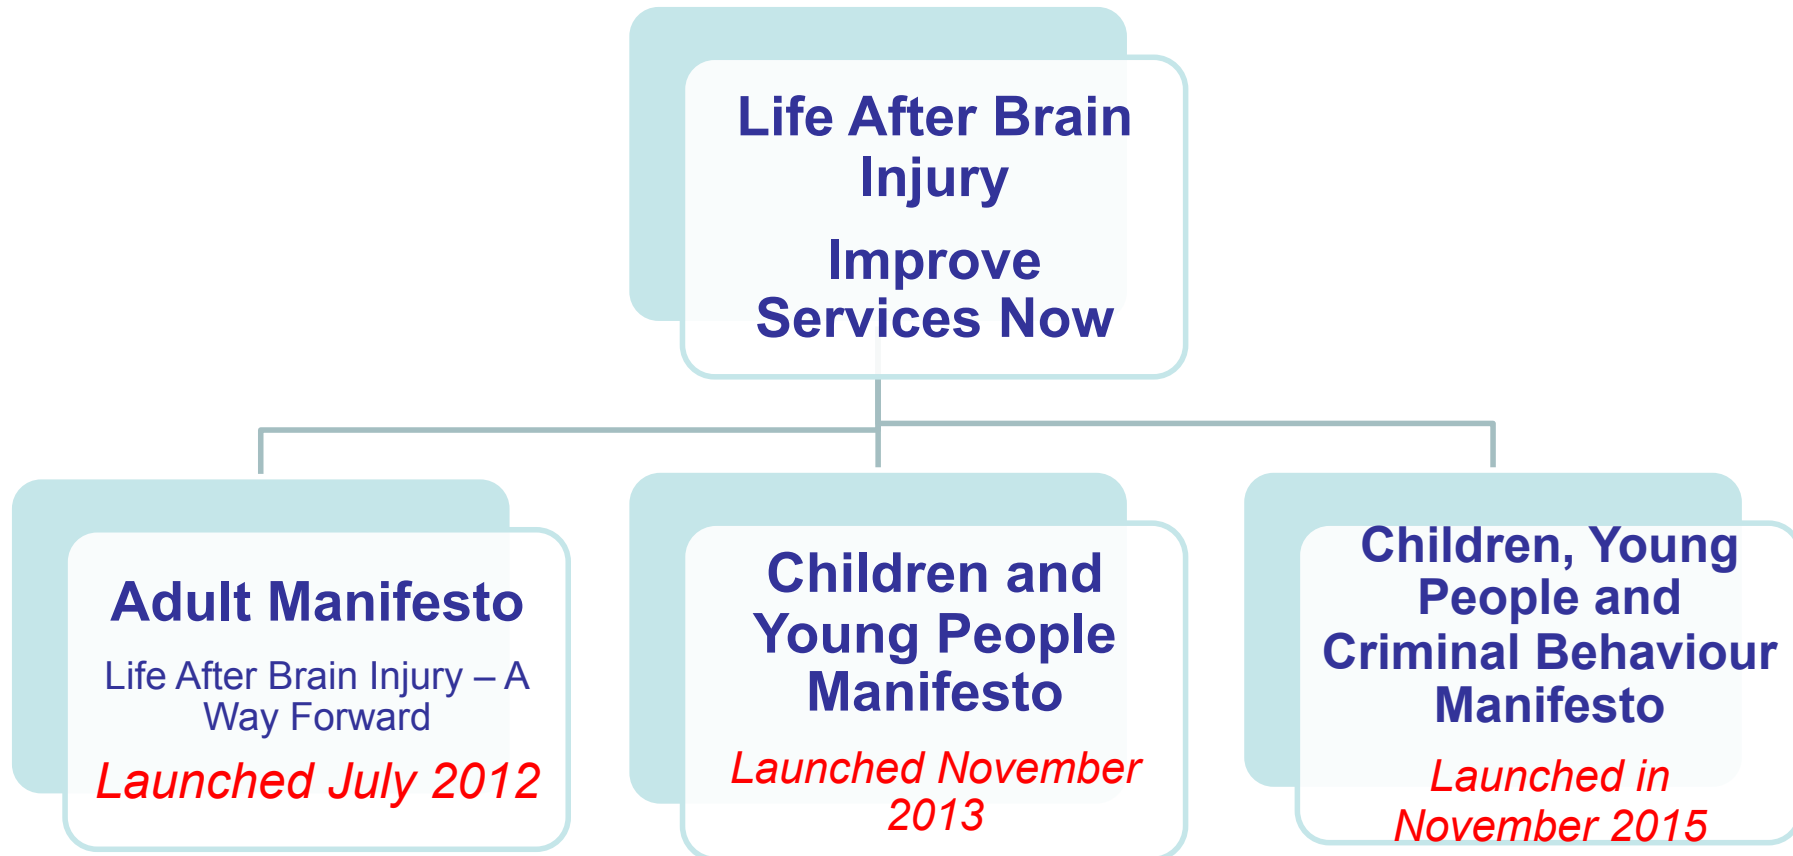 Life After Brain
Injury
Improve
Services Now
Adult Manifesto
Life After Brain Injury – A
Way Forward
Launched July 2012
Children and
Young People
Manifesto
Launched November
2013
Children, Young
People and
Criminal Behaviour
Manifesto
Launched in
November 2015